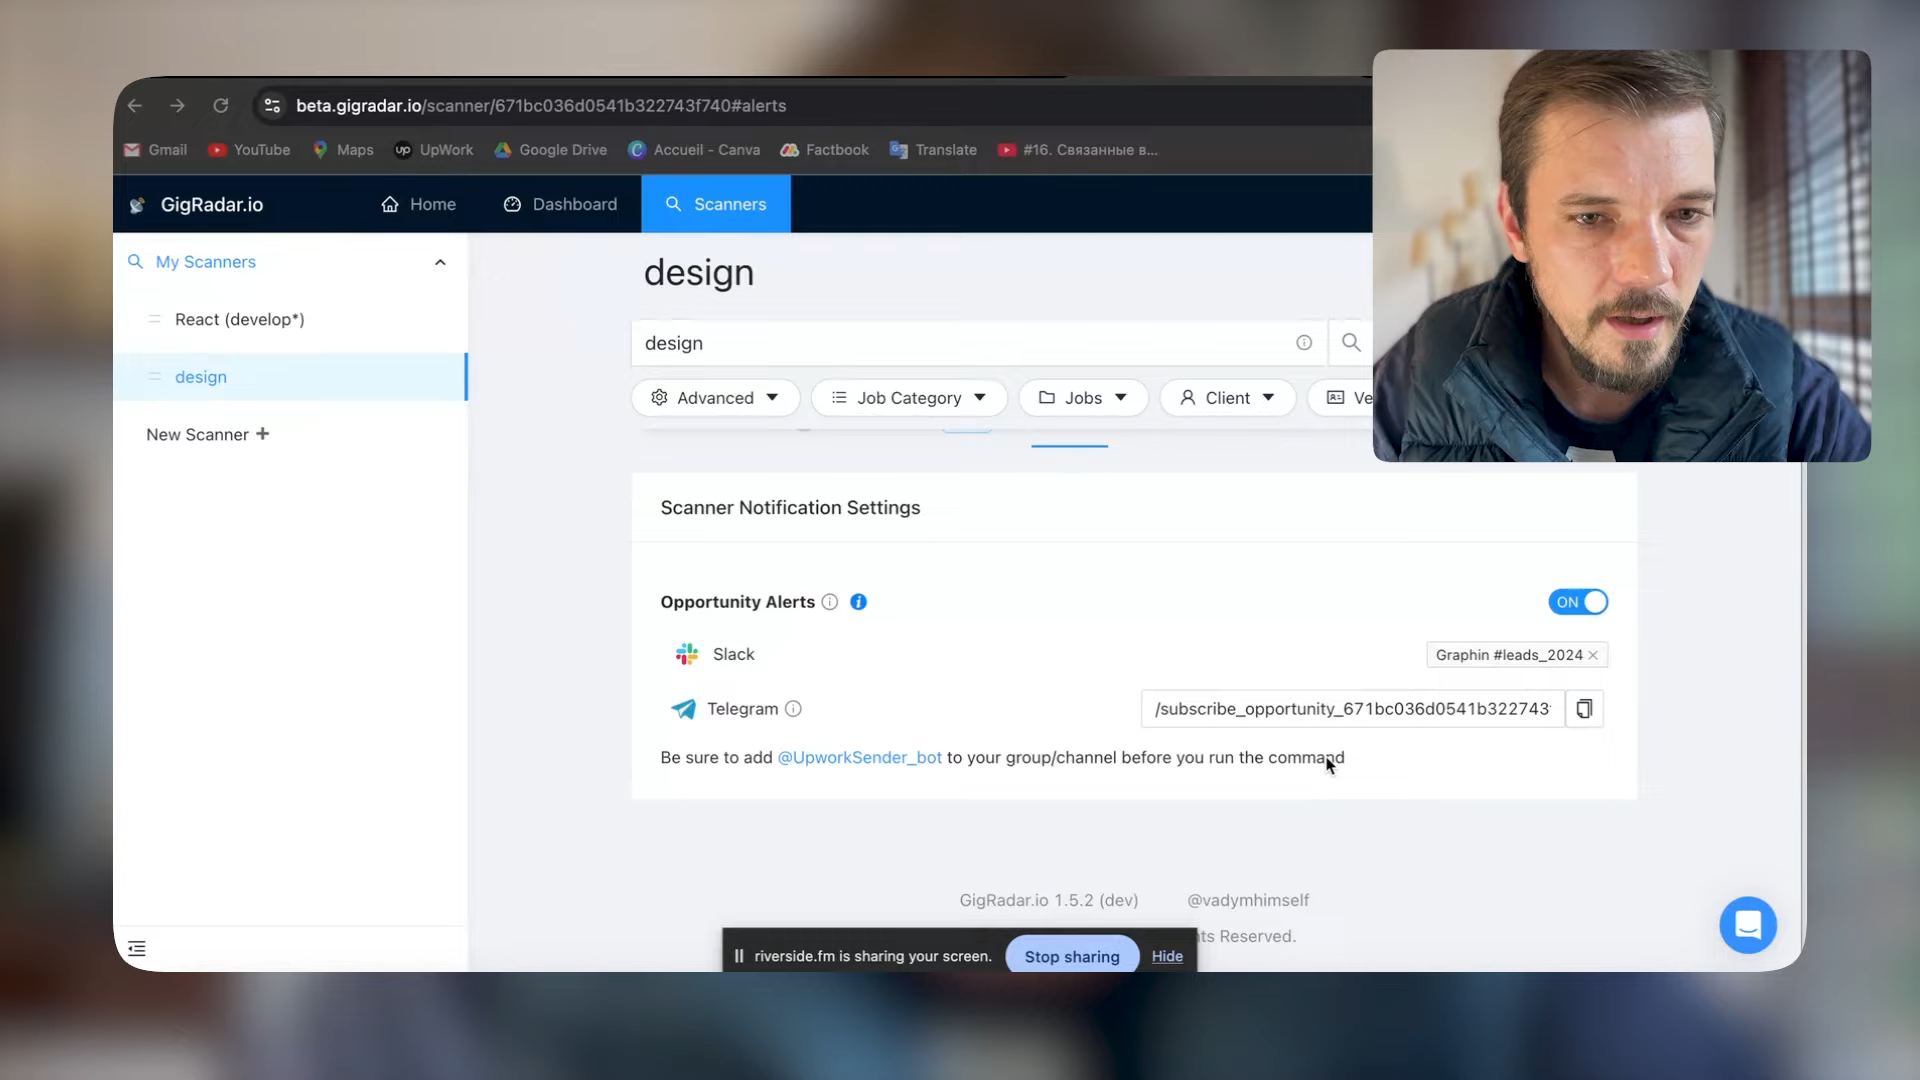 beta.gigradar.io/scanner/671bc036d0541b322743f740#alerts
Gmail YouTube Maps up UpWork Google Drive C Accueil - Canva Factbook Translate #16. Связанные в...
GigRadar.io Home Dashboard Scanners
My Scanners
React (develop*)
design
New Scanner +
design
design
Advanced Job Category Jobs Client Ve
Scanner Notification Settings
Opportunity Alerts
ON
Slack
Graphin #leads_2024
Telegram
/subscribe_opportunity_671bc036d0541b322743
Be sure to add @UpworkSender_bot to your group/channel before you run the command
GigRadar.io 1.5.2 (dev) @vadymhimself
ts Reserved.
riverside.fm is sharing your screen. Stop sharing Hide